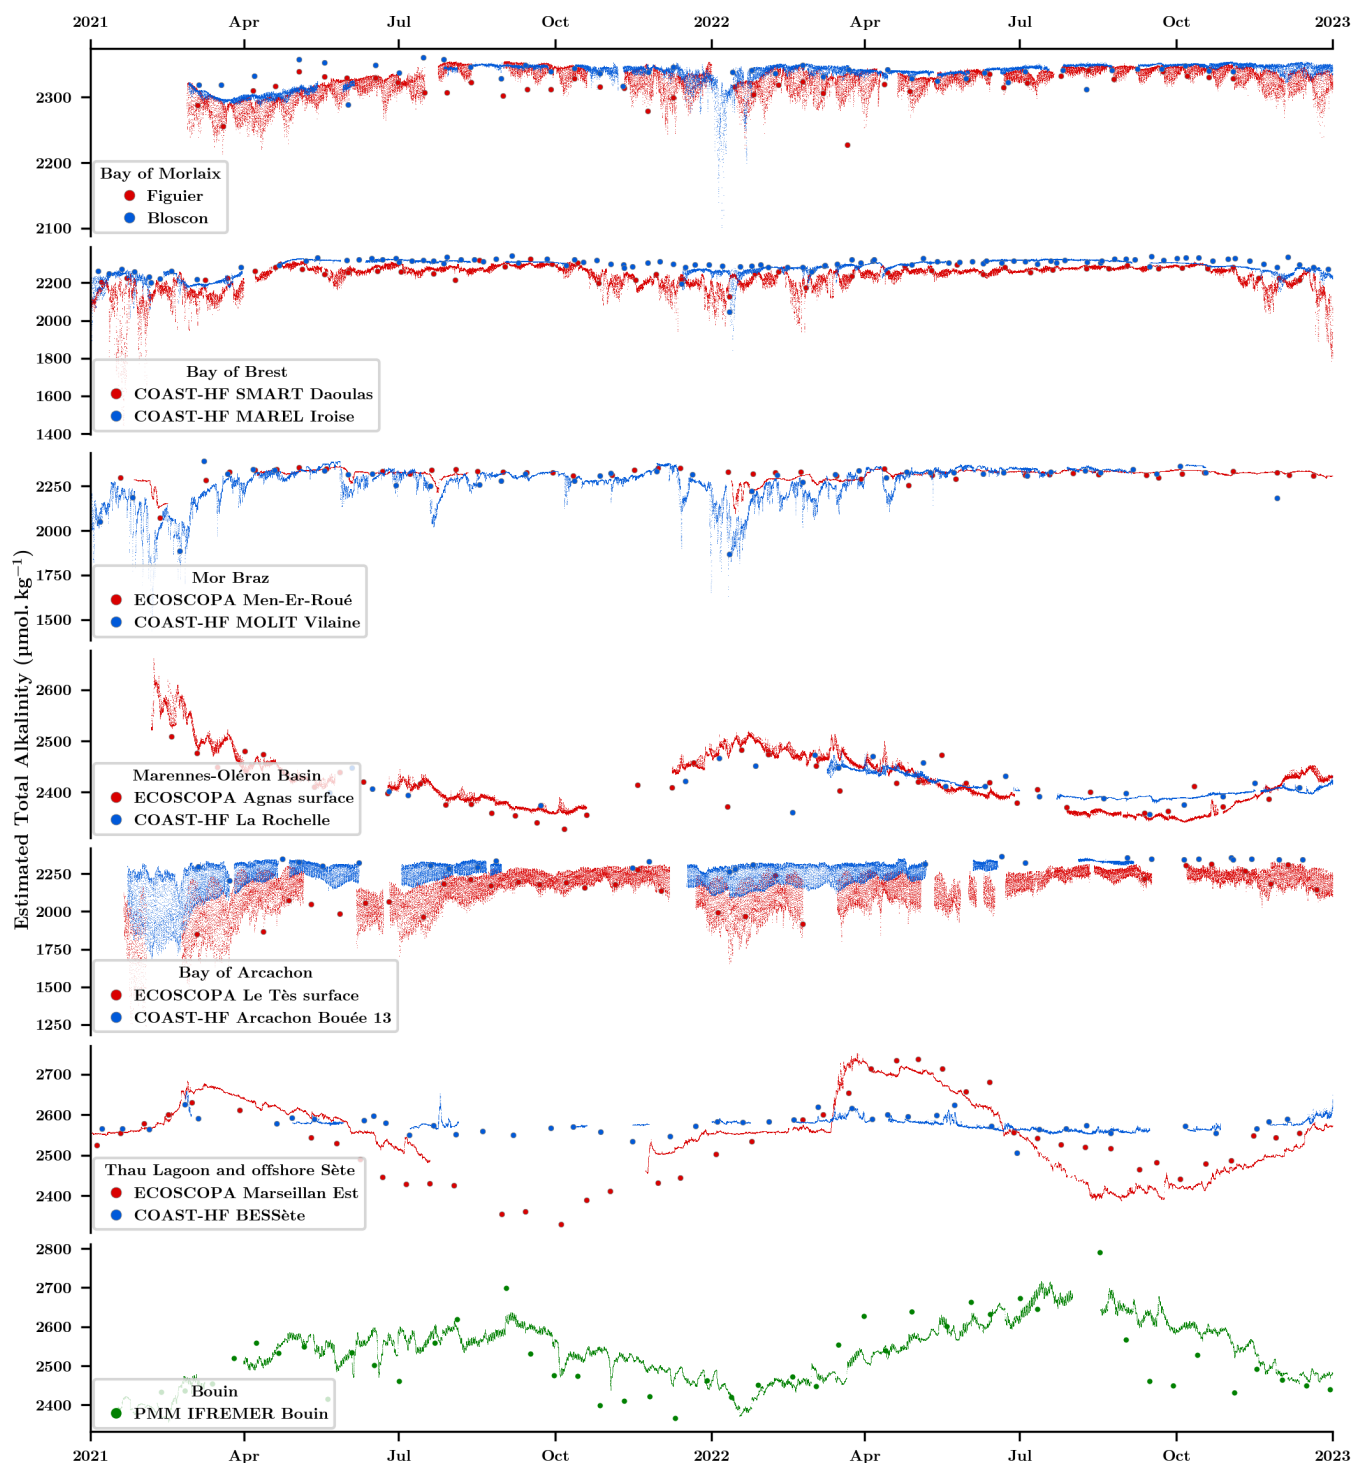 2021 Apr Jul Oct 2022 Apr Jul Oct 2023
2300
2200
2100
Bay of Morlaix
Figuier
Bloscon
2200
2000
1800
1600
1400
Bay of Brest
COAST-HF SMART Daoulas
COAST-HF MAREL Iroise
2250
2000
1750
1500
Mor Braz
ECOSCOPA Men-Er-Roué
COAST-HF MOLIT Vilaine
Estimated Total Alkalinity (µmol. kg⁻¹)
2600
2500
2400
Marennes-Oléron Basin
ECOSCOPA Agnas surface
COAST-HF La Rochelle
2250
2000
1750
1500
1250
Bay of Arcachon
ECOSCOPA Le Tès surface
COAST-HF Arcachon Bouée 13
2700
2600
2500
2400
Thau Lagoon and offshore Sète
ECOSCOPA Marseillan Est
COAST-HF BESSète
2800
2700
2600
2500
2400
Bouin
PMM IFREMER Bouin
2021 Apr Jul Oct 2022 Apr Jul Oct 2023